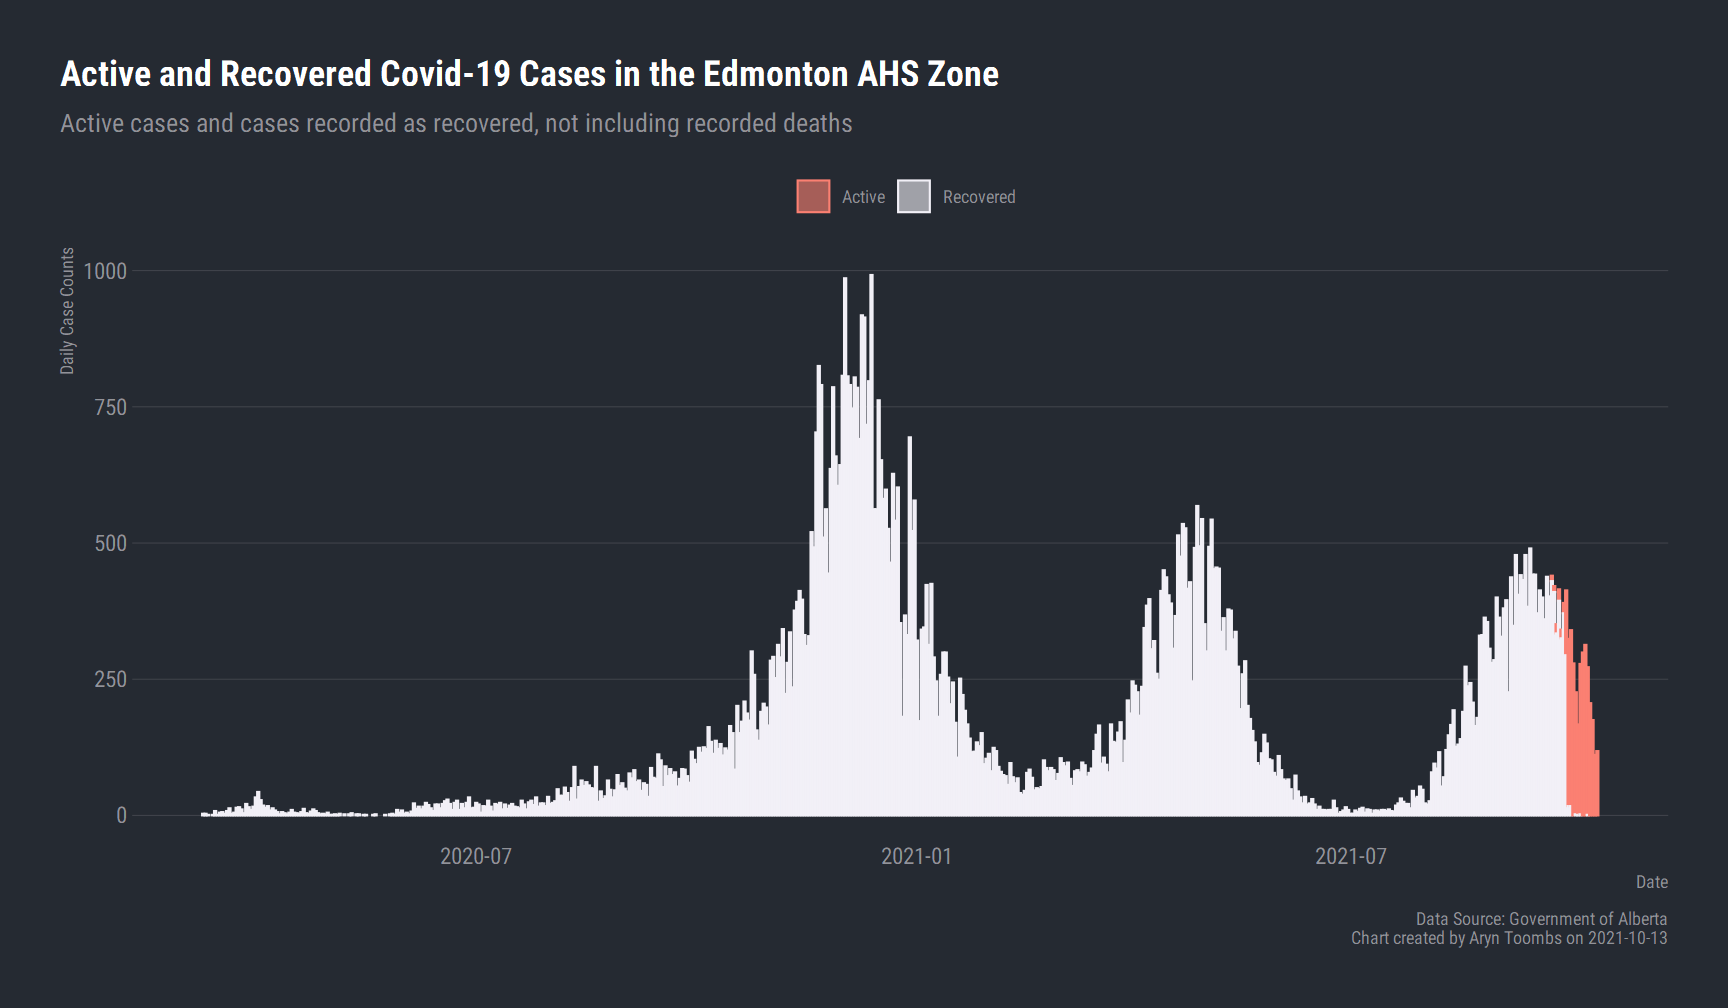 Active and Recovered Covid-19 Cases in the Edmonton AHS Zone
Active cases and cases recorded as recovered, not including recorded deaths
Active
Recovered
Daily Case Counts
1000
750
500
250
0
2020-07
2021-01
2021-07
Date
Data Source: Government of Alberta
Chart created by Aryn Toombs on 2021-10-13